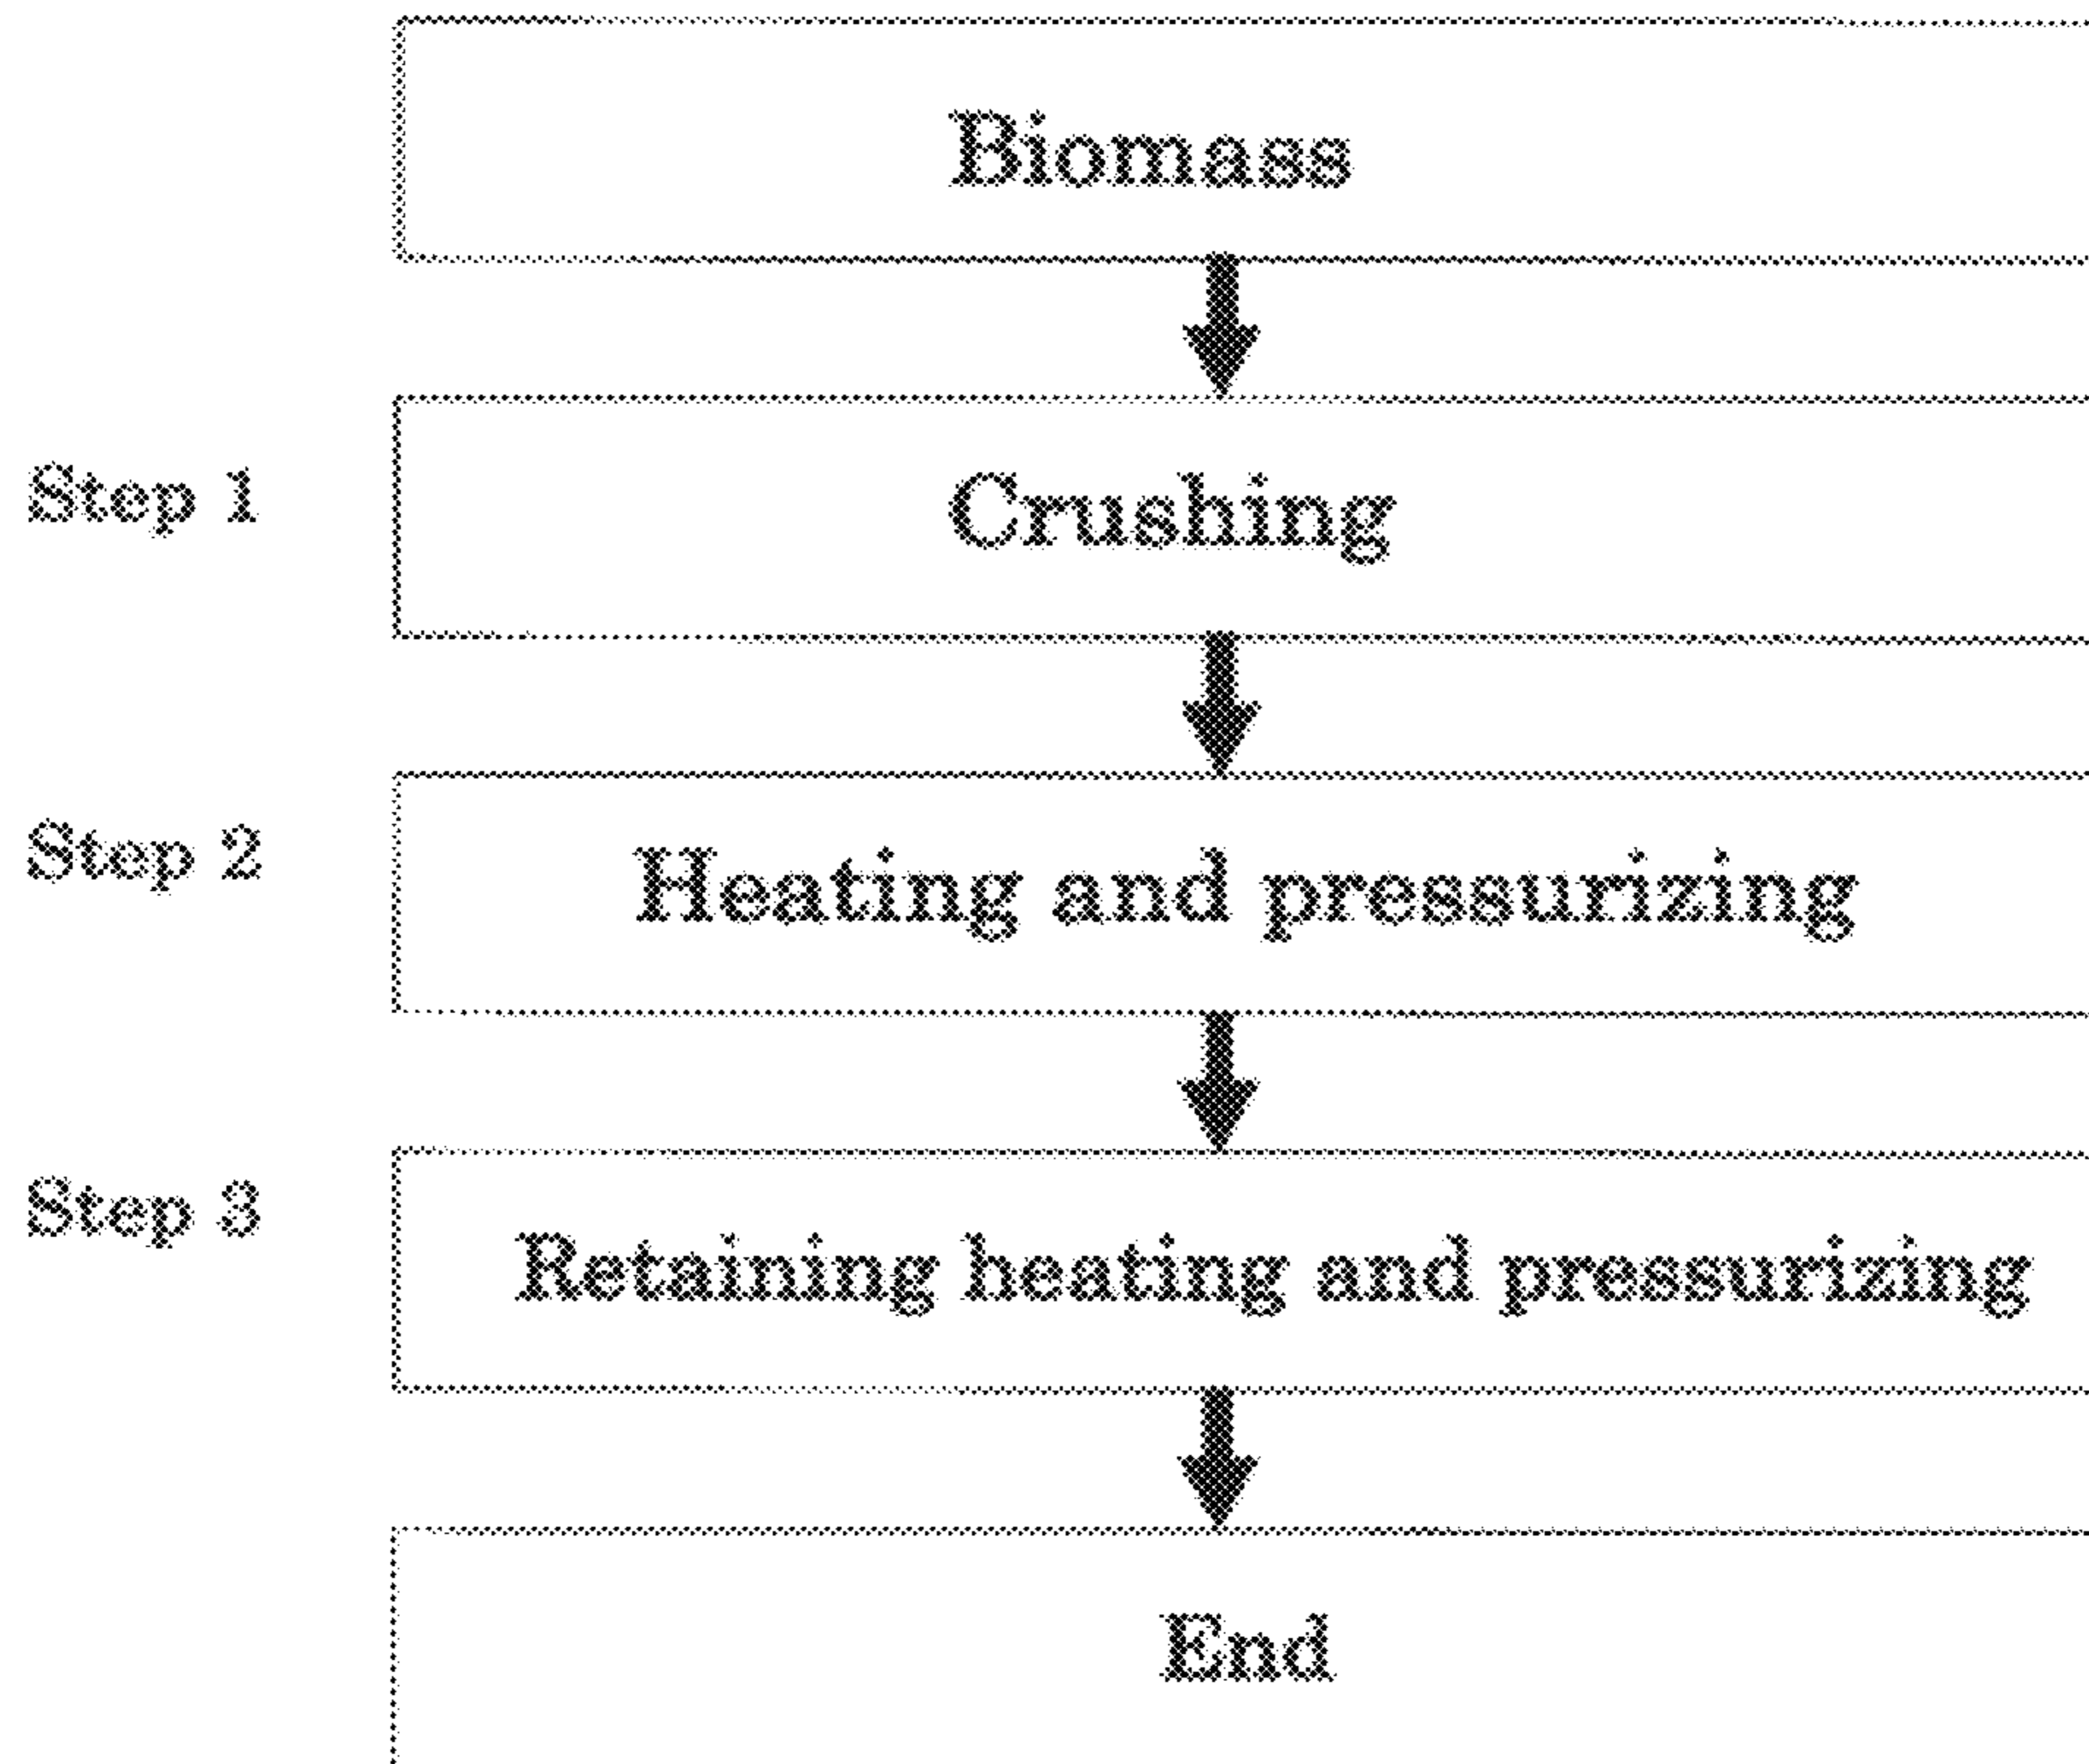 Biomass
Step 1
Crushing
Step 2
Heating and pressurizing
Step 3
Retaining heating and pressurizing
End